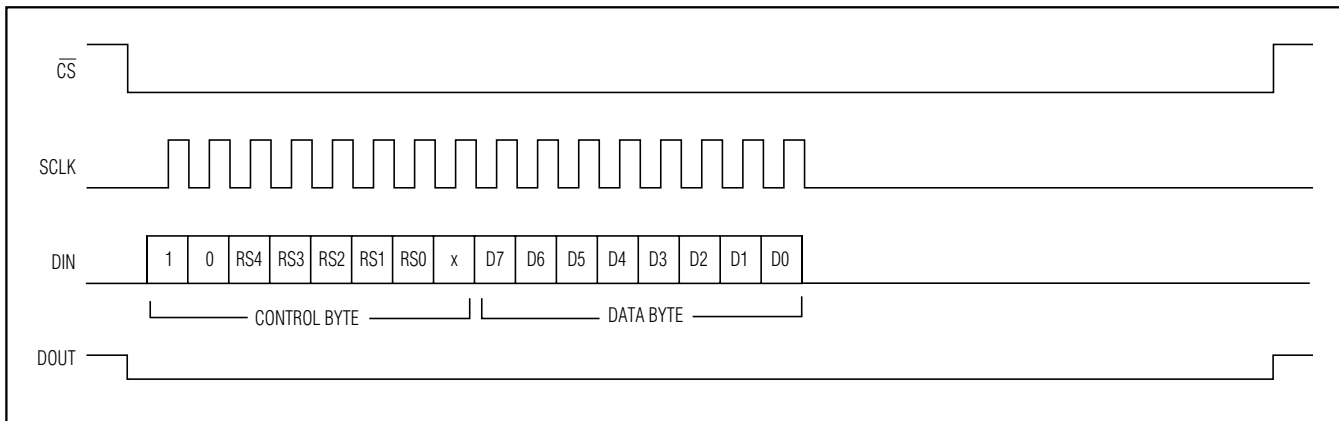 CS
SCLK
DIN
1 0 RS4 RS3 RS2 RS1 RS0 x D7 D6 D5 D4 D3 D2 D1 D0
CONTROL BYTE DATA BYTE
DOUT